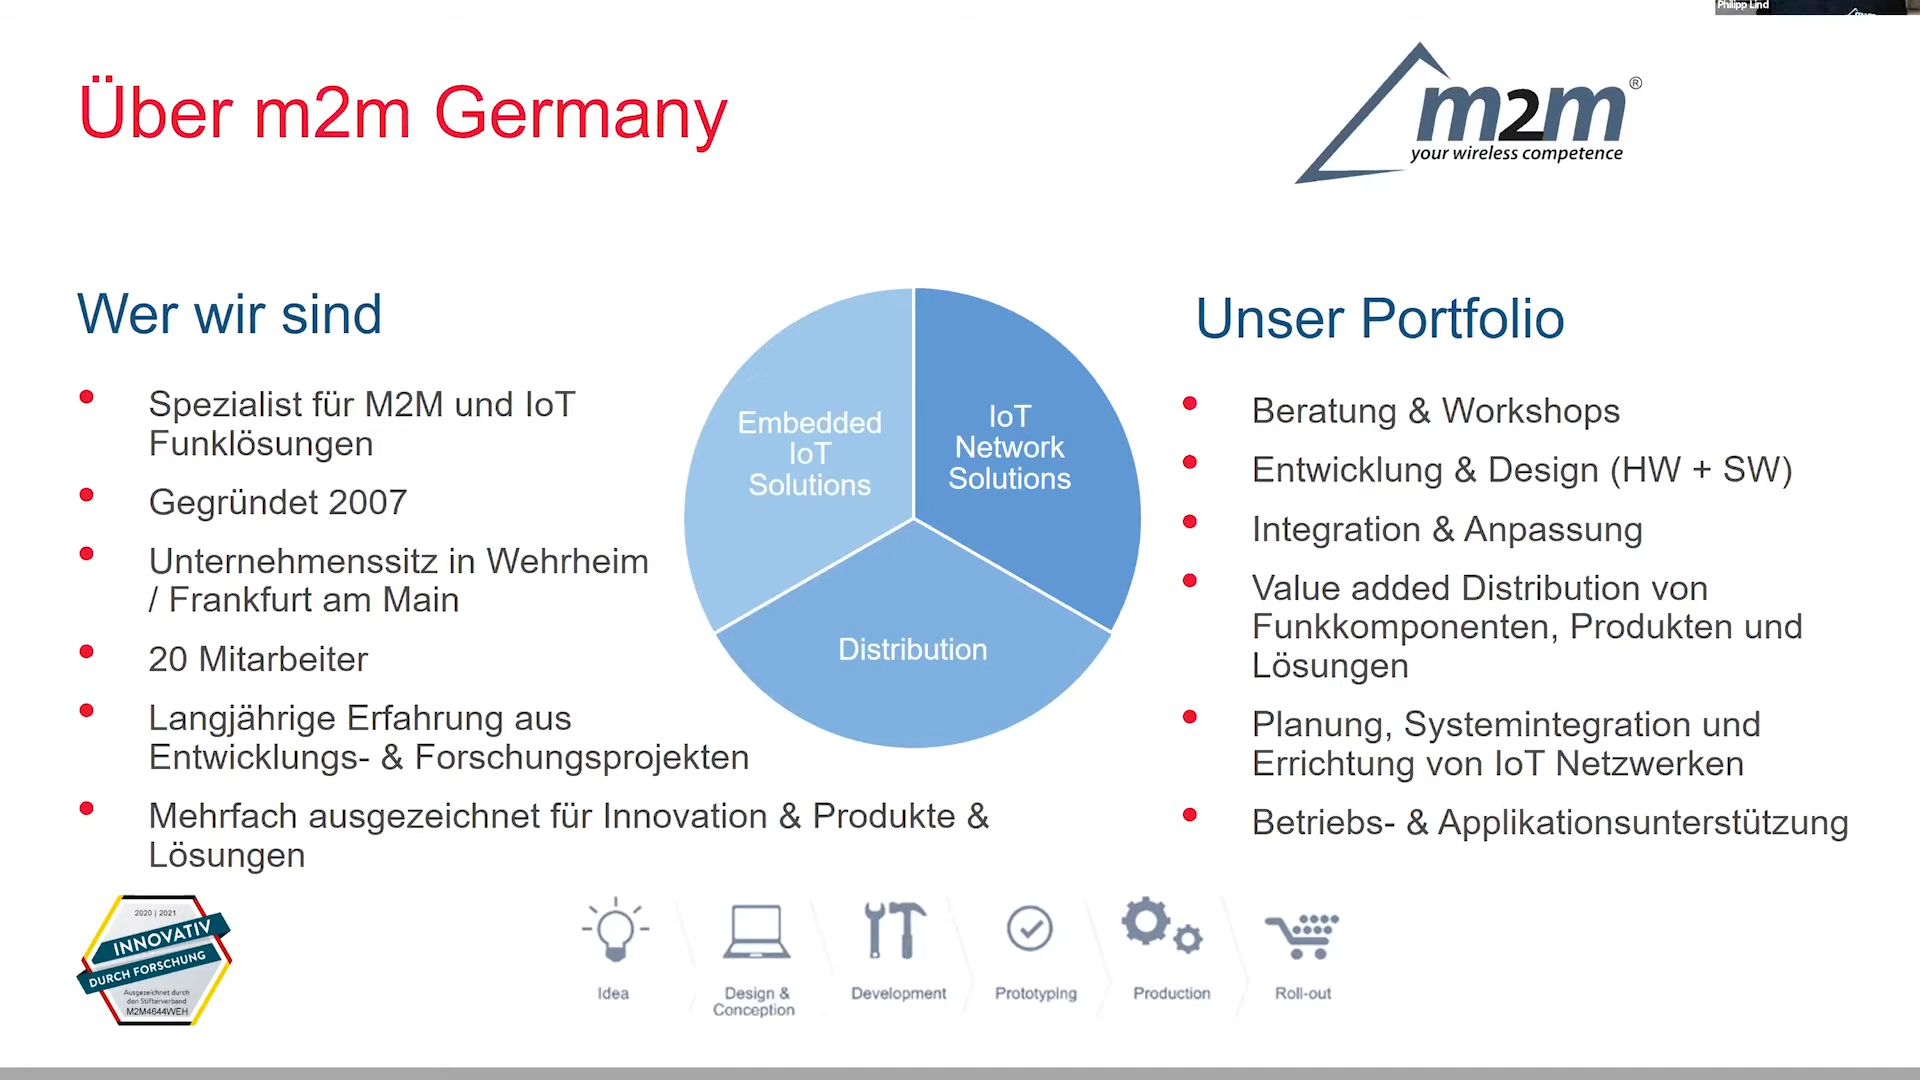 Philipp Lind
Über m2m Germany
m2m®
your wireless competence
Wer wir sind
Spezialist für M2M und IoT
Funklösungen
Gegründet 2007
Unternehmenssitz in Wehrheim
/ Frankfurt am Main
20 Mitarbeiter
Langjährige Erfahrung aus
Entwicklungs- & Forschungsprojekten
Mehrfach ausgezeichnet für Innovation & Produkte &
Lösungen
Embedded
IoT
Solutions
IoT
Network
Solutions
Distribution
Unser Portfolio
Beratung & Workshops
Entwicklung & Design (HW + SW)
Integration & Anpassung
Value added Distribution von
Funkkomponenten, Produkten und
Lösungen
Planung, Systemintegration und
Errichtung von IoT Netzwerken
Betriebs- & Applikationsunterstützung
2020 | 2021
INNOVATIV
DURCH FORSCHUNG
Ausgezeichnet durch
den Stifterverband
M2M4644WEH
Idea
Design &
Conception
Development
Prototyping
Production
Roll-out